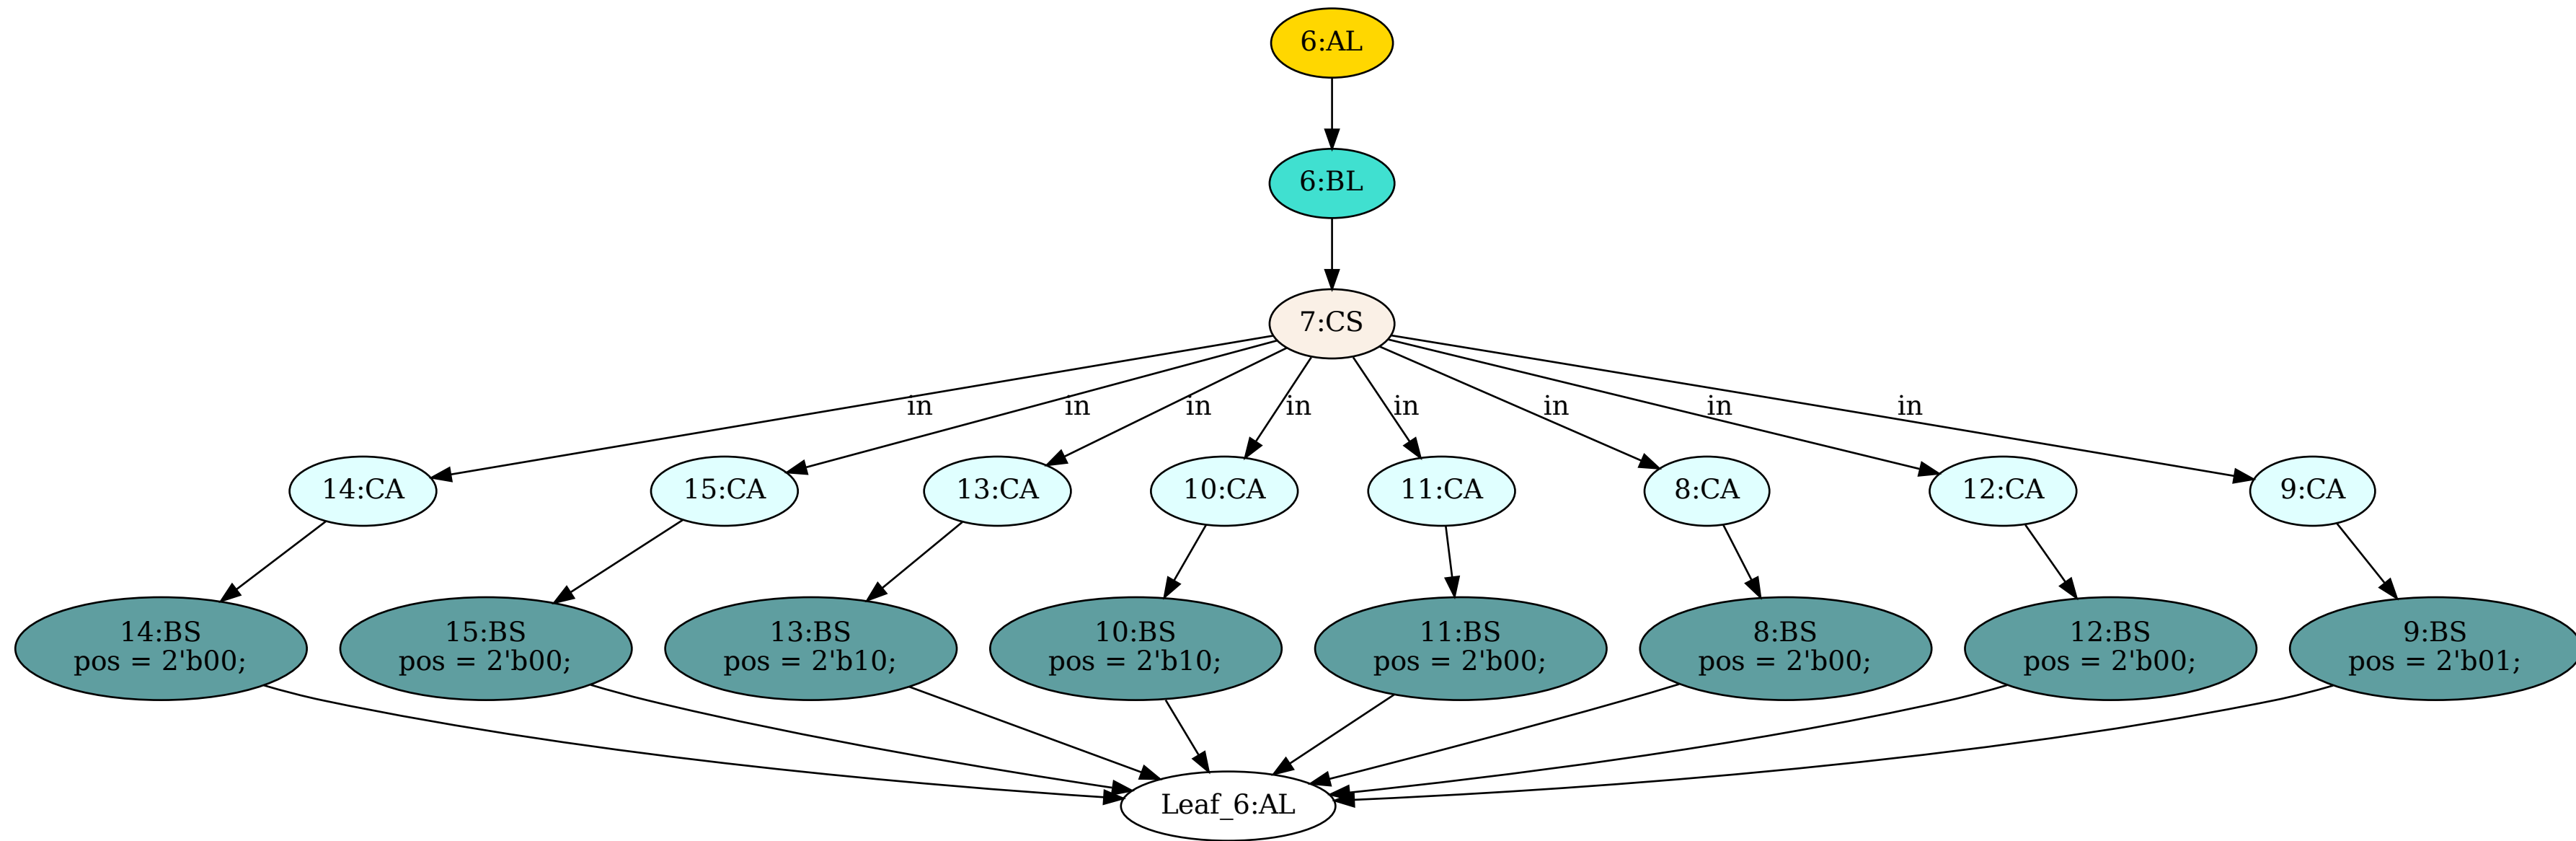 6:AL
6:BL
7:CS
in
in
in
in
in
in
in
in
14:CA
15:CA
13:CA
10:CA
11:CA
8:CA
12:CA
9:CA
14:BS
pos = 2'b00;
15:BS
pos = 2'b00;
13:BS
pos = 2'b10;
10:BS
pos = 2'b10;
11:BS
pos = 2'b00;
8:BS
pos = 2'b00;
12:BS
pos = 2'b00;
9:BS
pos = 2'b01;
Leaf_6:AL